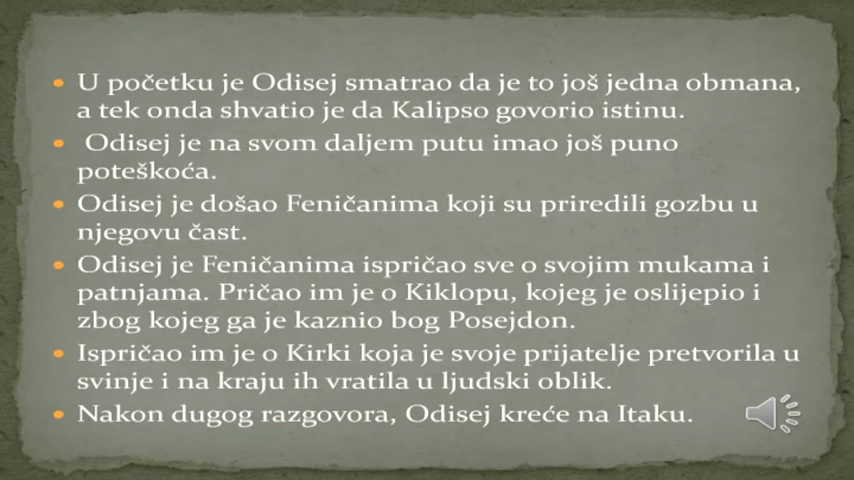 • U početku je Odisej smatrao da je to još jedna obmana,
a tek onda shvatio je da Kalipso govorio istinu.
• Odisej je na svom daljem putu imao još puno
poteškoća.
• Odisej je došao Feničanima koji su priredili gozbu u
njegovu čast.
• Odisej je Feničanima ispričao sve o svojim mukama i
patnjama. Pričao im je o Kiklopu, kojeg je oslijepio i
zbog kojeg ga je kaznio bog Posejdon.
• Ispričao im je o Kirki koja je svoje prijatelje pretvorila u
svinje i na kraju ih vratila u ljudski oblik.
• Nakon dugog razgovora, Odisej kreće na Itaku.